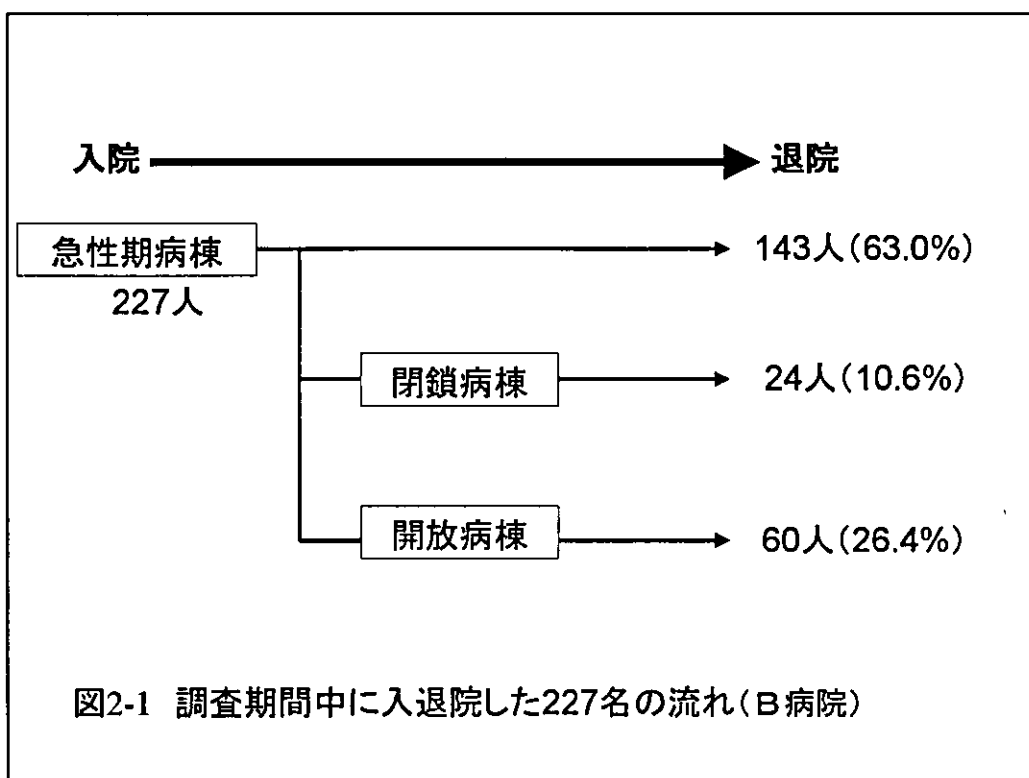 入院
退院
急性期病棟
143人(63.0%)
227人
閉鎖病棟
24人(10.6%)
開放病棟
60人(26.4%)
図2-1 調査期間中に入退院した227名の流れ(B病院)